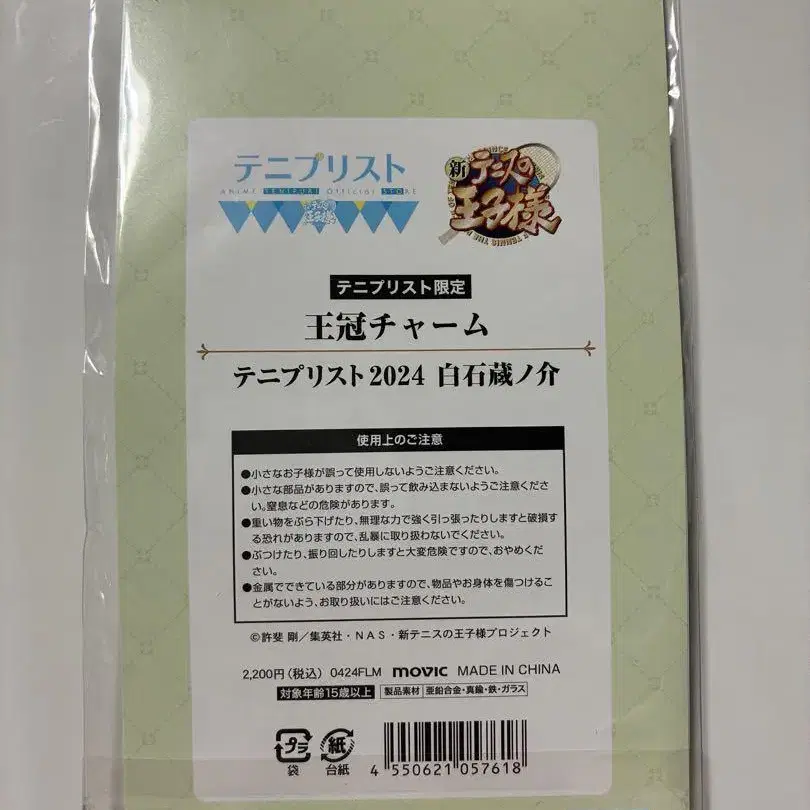 テニプリスト
ANIME TENIPURI OFFICIAL STORE
新テニスの
王子様
テニプリスト限定
王冠チャーム
テニプリスト2024 白石蔵ノ介
使用上のご注意
●小さなお子様が誤って使用しないようご注意ください。
●小さな部品がありますので、誤って飲み込まないようご注意くださ
い。窒息などの危険があります。
●重い物をぶら下げたり、無理な力で強く引っ張ったりしますと破損す
る恐れがありますので、乱暴に取り扱わないでください。
●ぶつけたり、振り回したりしますと大変危険ですので、おやめくだ
さい。
●金属でできている部分がありますので、物品やお身体を傷つけるこ
とがないよう、お取り扱いにはご注意ください。
©許斐 剛/集英社・NAS・新テニスの王子様プロジェクト
2,200円(税込) 0424FLM movic MADE IN CHINA
対象年齢15歳以上 製品素材 亜鉛合金・真鍮・鉄・ガラス
プラ 紙
袋 台紙
4 550621 057618